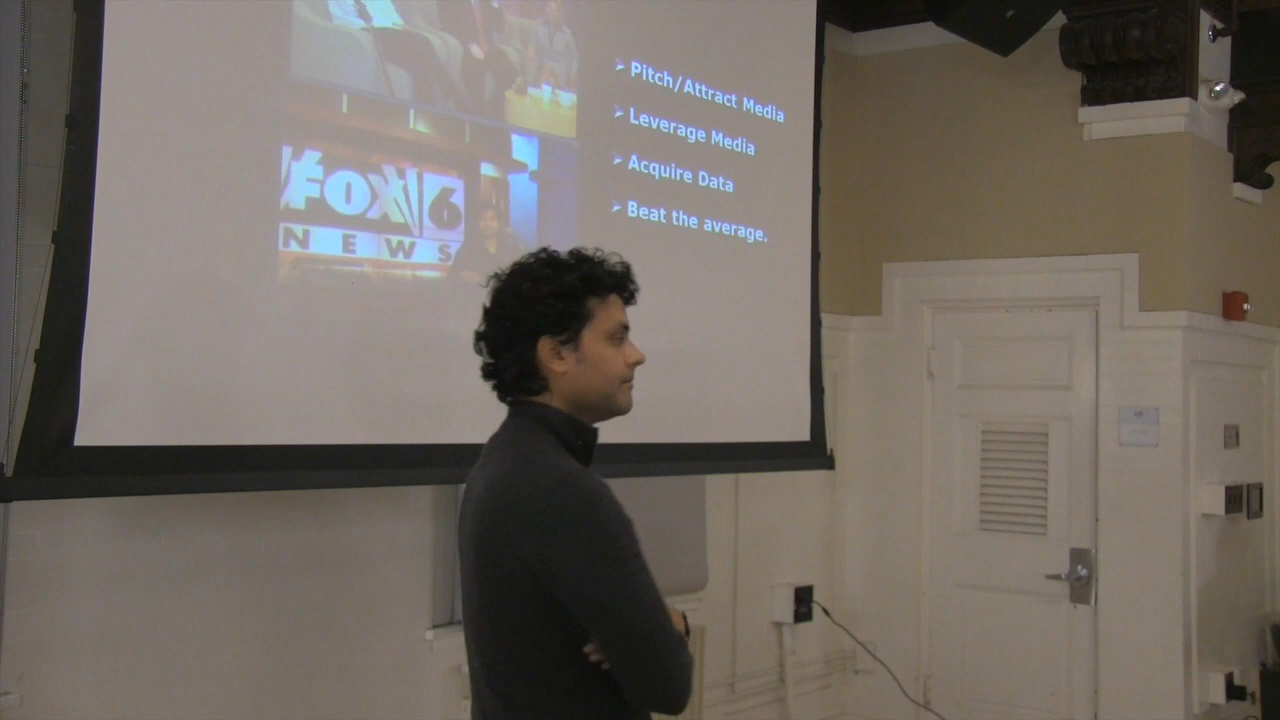 ➢ Pitch/Attract Media
➢ Leverage Media
➢ Acquire Data
➢ Beat the average.
FOX 6
NEWS